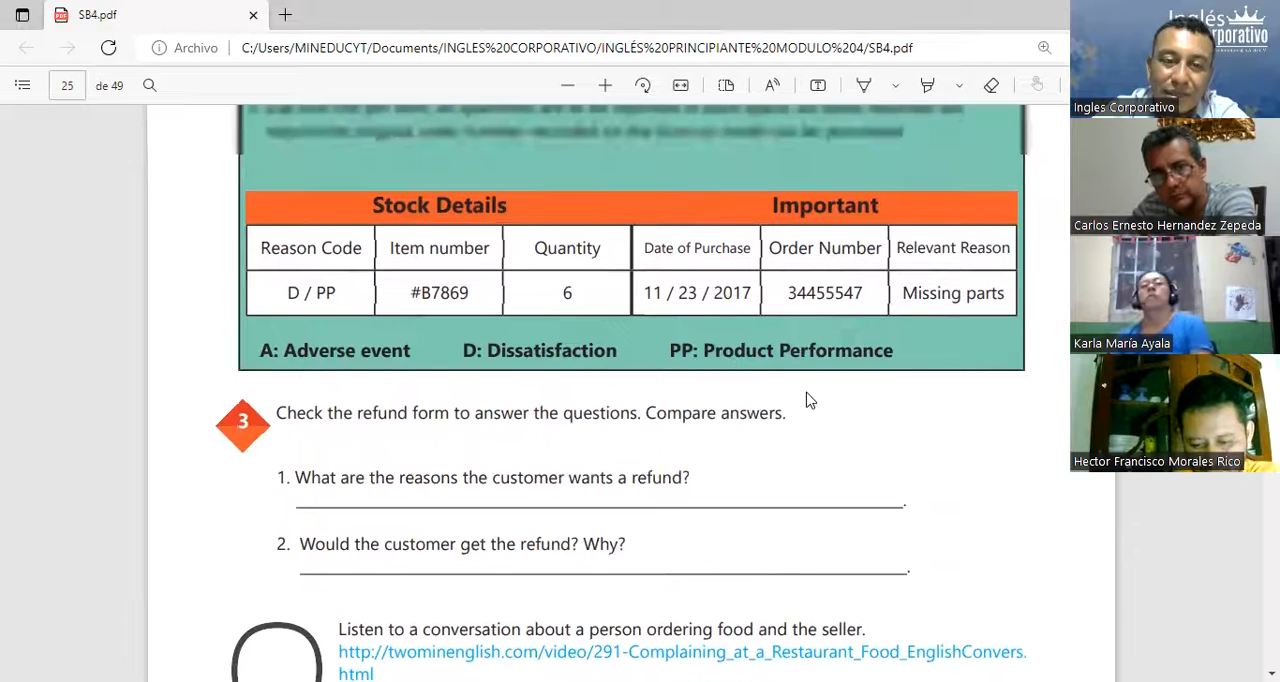 SB4.pdf
Archivo
C:/Users/MINEDUCYT/Documents/INGLES%20CORPORATIVO/INGLÉS%20PRINCIPIANTE%20MODULO%204/SB4.pdf
25
de 49
Stock Details
Important
Reason Code
Item number
Quantity
Date of Purchase
Order Number
Relevant Reason
D / PP
#B7869
6
11 / 23 / 2017
34455547
Missing parts
A: Adverse event
D: Dissatisfaction
PP: Product Performance
3
Check the refund form to answer the questions. Compare answers.
1. What are the reasons the customer wants a refund?
2. Would the customer get the refund? Why?
Listen to a conversation about a person ordering food and the seller.
http://twominenglish.com/video/291-Complaining_at_a_Restaurant_Food_EnglishConvers.
html
Inglés
Ingles Corporativo
Carlos Ernesto Hernandez Zepeda
Karla María Ayala
Hector Francisco Morales Rico